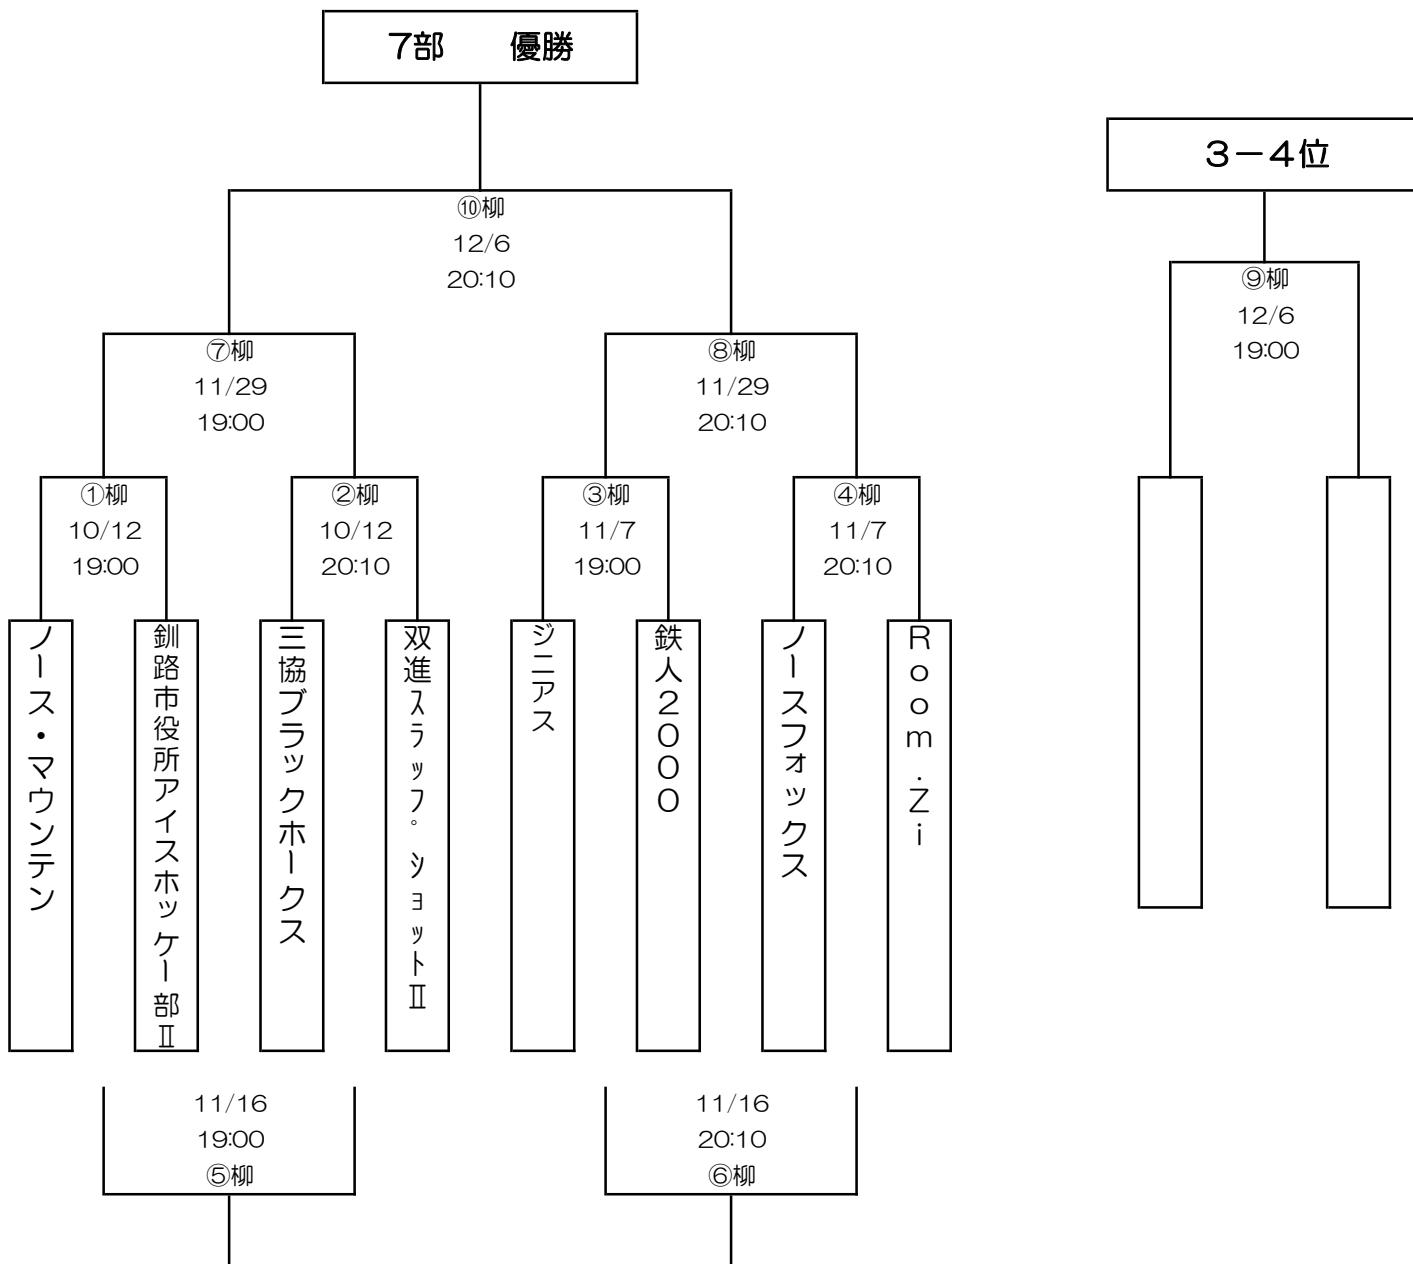 7部　優勝
3－4位
⑩柳
12/6
20:10
⑨柳
12/6
19:00
⑦柳
11/29
19:00
⑧柳
11/29
20:10
①柳
10/12
19:00
②柳
10/12
20:10
③柳
11/7
19:00
④柳
11/7
20:10
ノース・マウンテン
釧路市役所アイスホッケー部Ⅱ
三協ブラックホークス
双進ｽﾗｯﾌﾟｼｮｯﾄⅡ
ジニアス
鉄人2000
ノースフォックス
Room.Zi
11/16
19:00
⑤柳
11/16
20:10
⑥柳